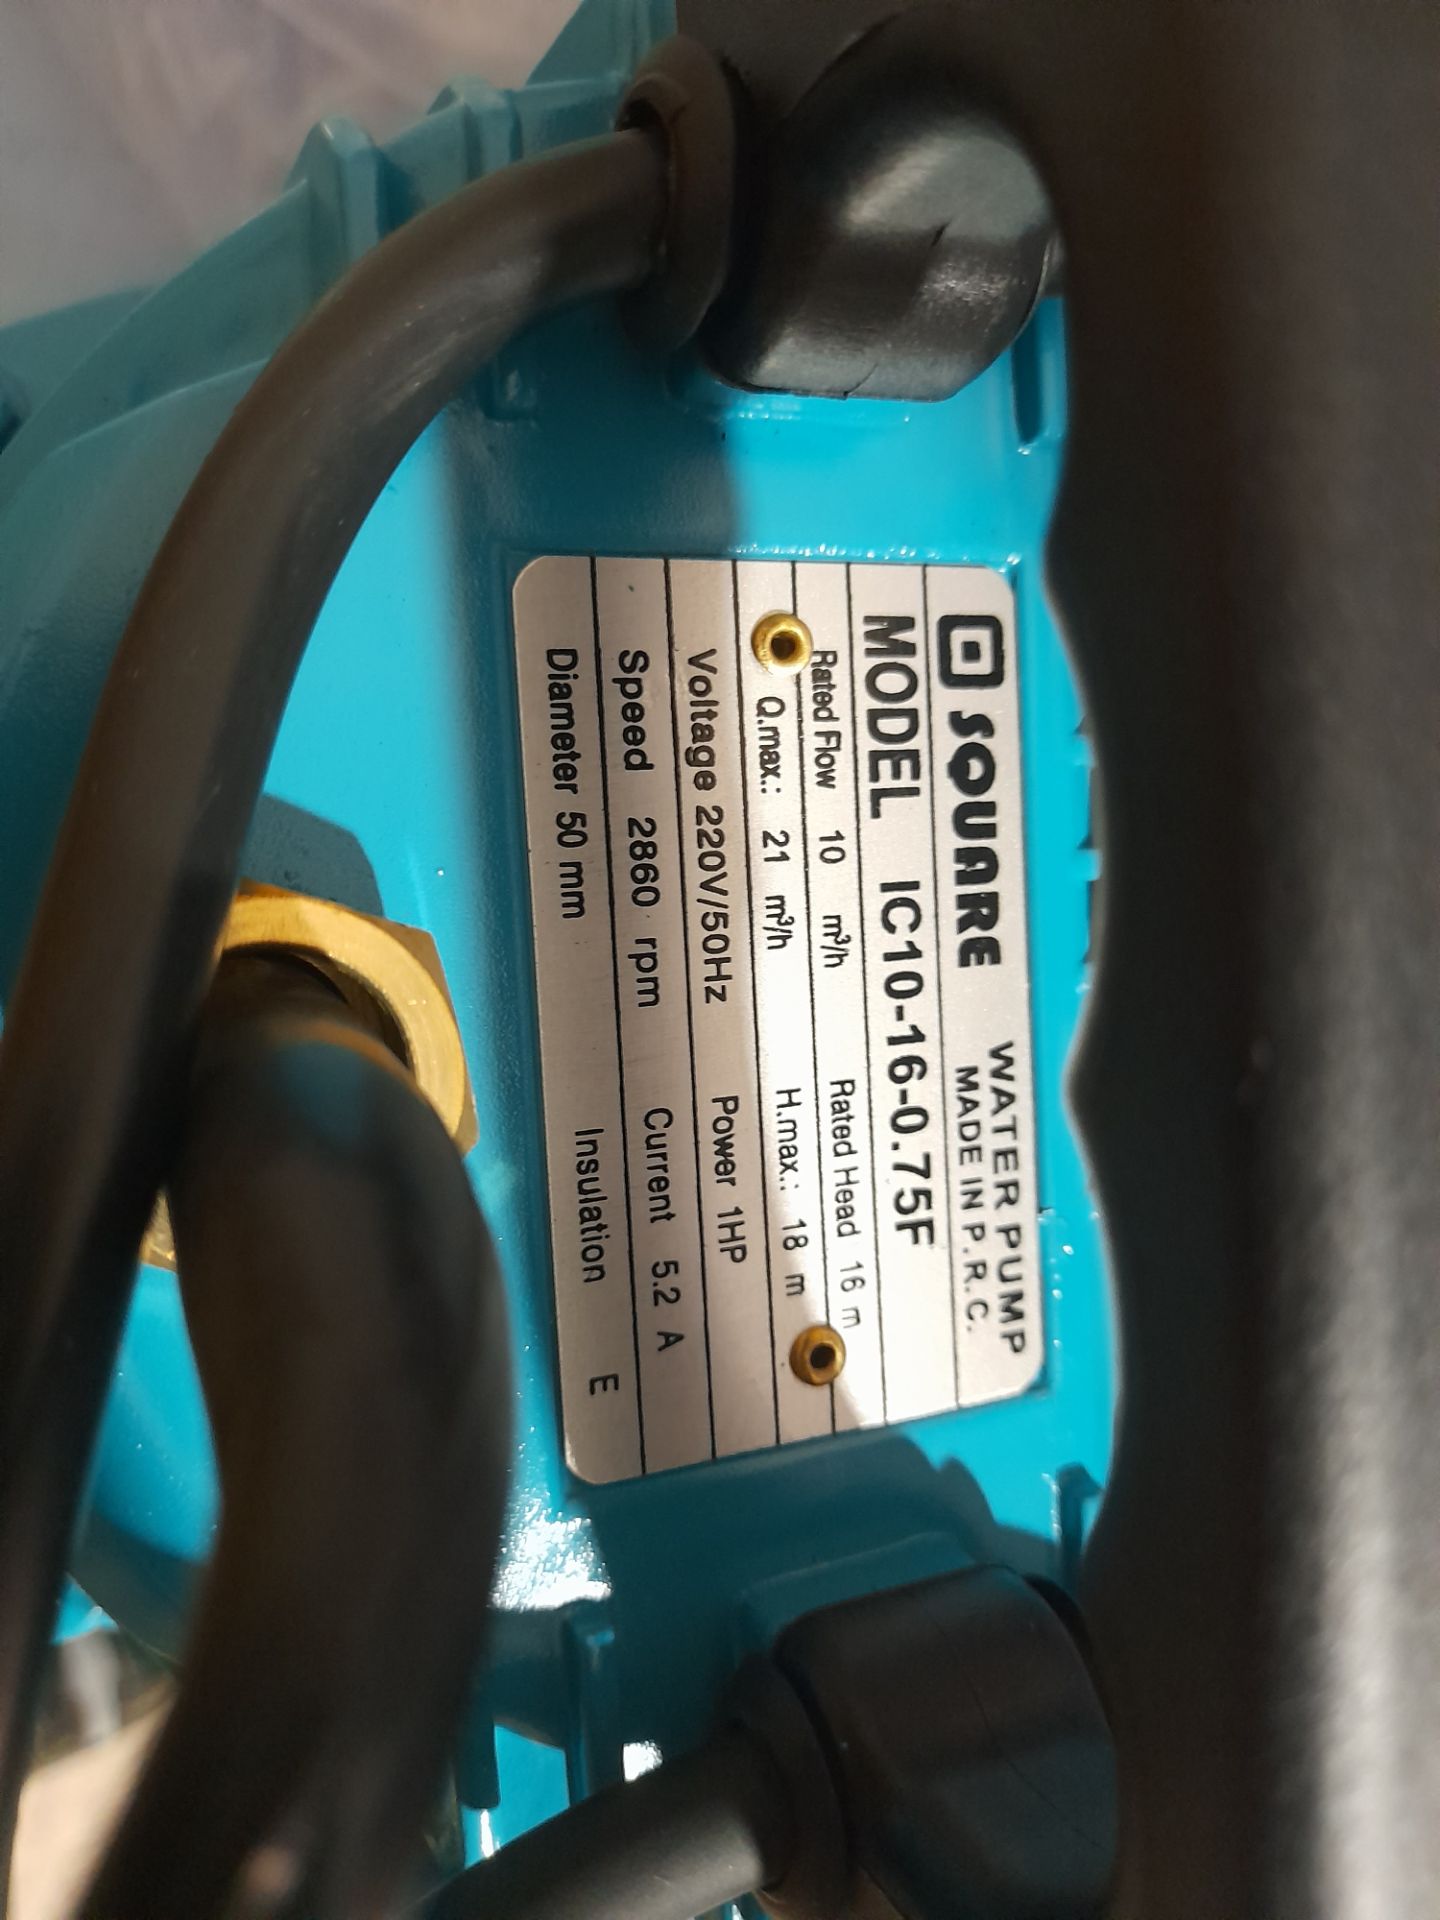 SQUARE WATER PUMP
MADE IN P.R.C.
MODEL IC10-16-0.75F
Rated Flow 10 m³/h Rated Head 16 m
Q.max.: 21 m³/h H.max.: 18 m
Voltage 220V/50Hz Power 1HP
Speed 2860 rpm Current 5.2 A
Diameter 50 mm Insulation E